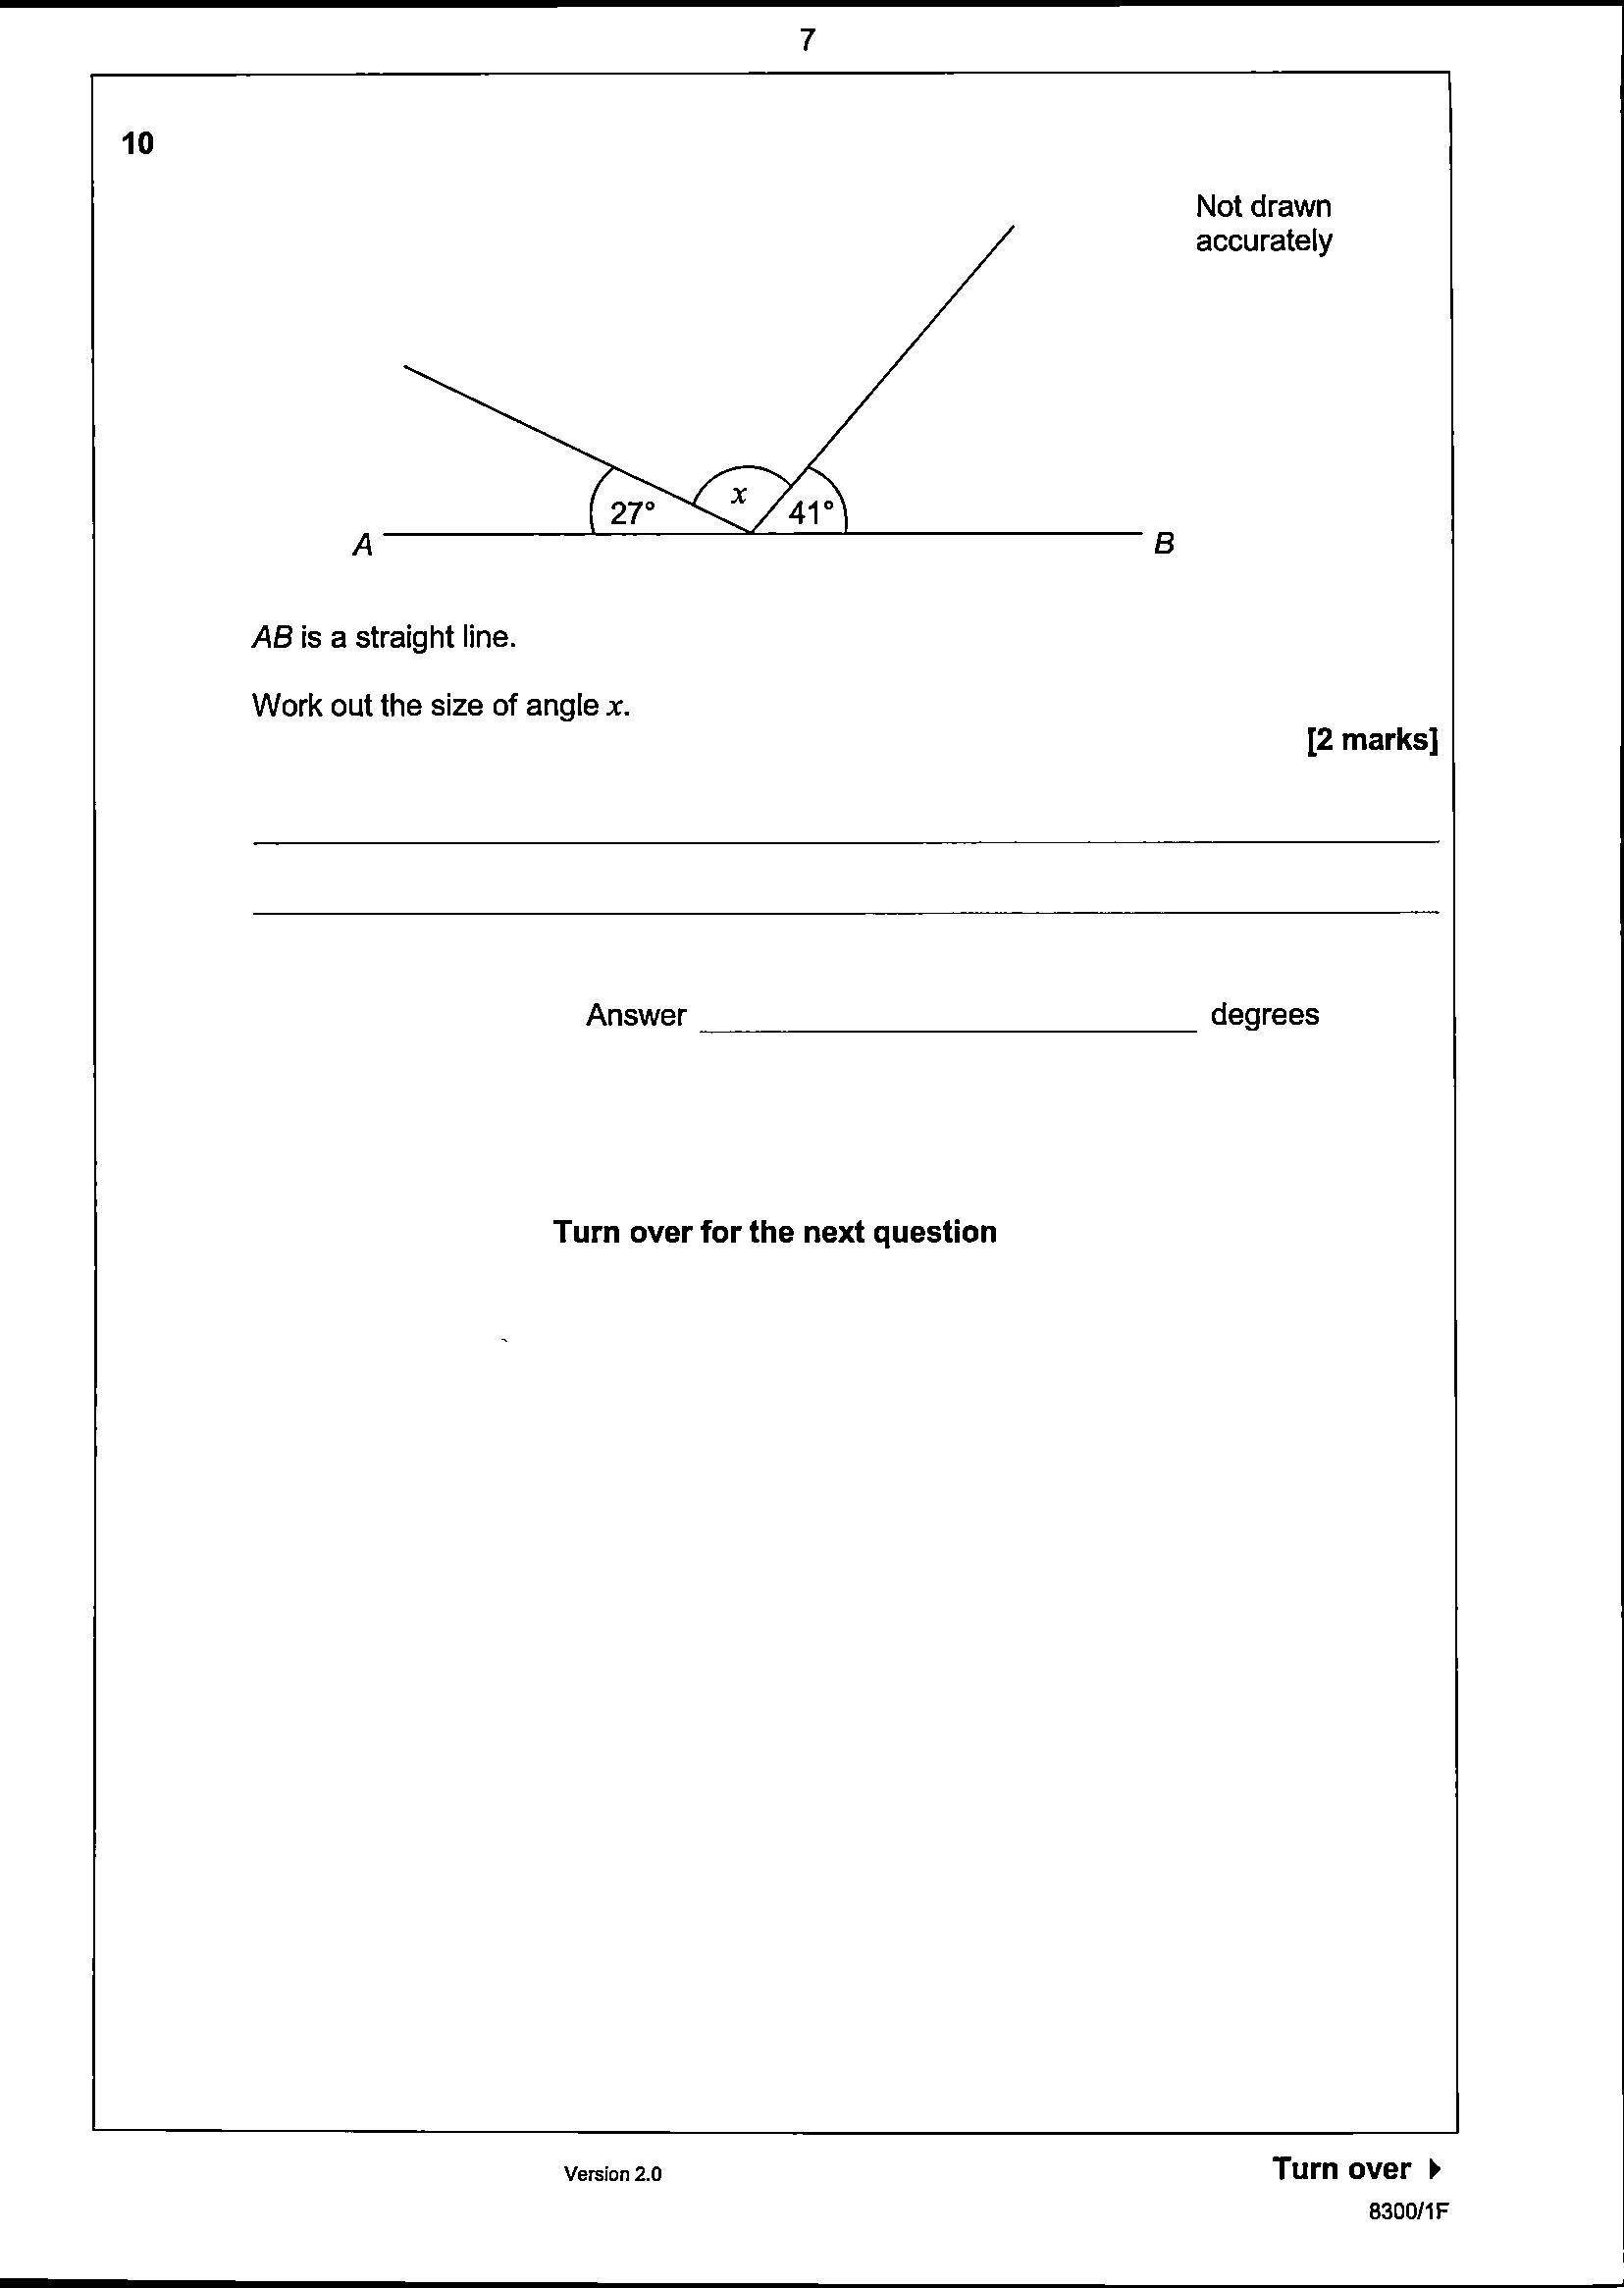 7
10
Not drawn
accurately
27°
x
41°
A
B
AB is a straight line.
Work out the size of angle x.
[2 marks]
Answer
degrees
Turn over for the next question
Version 2.0
Turn over
8300/1F